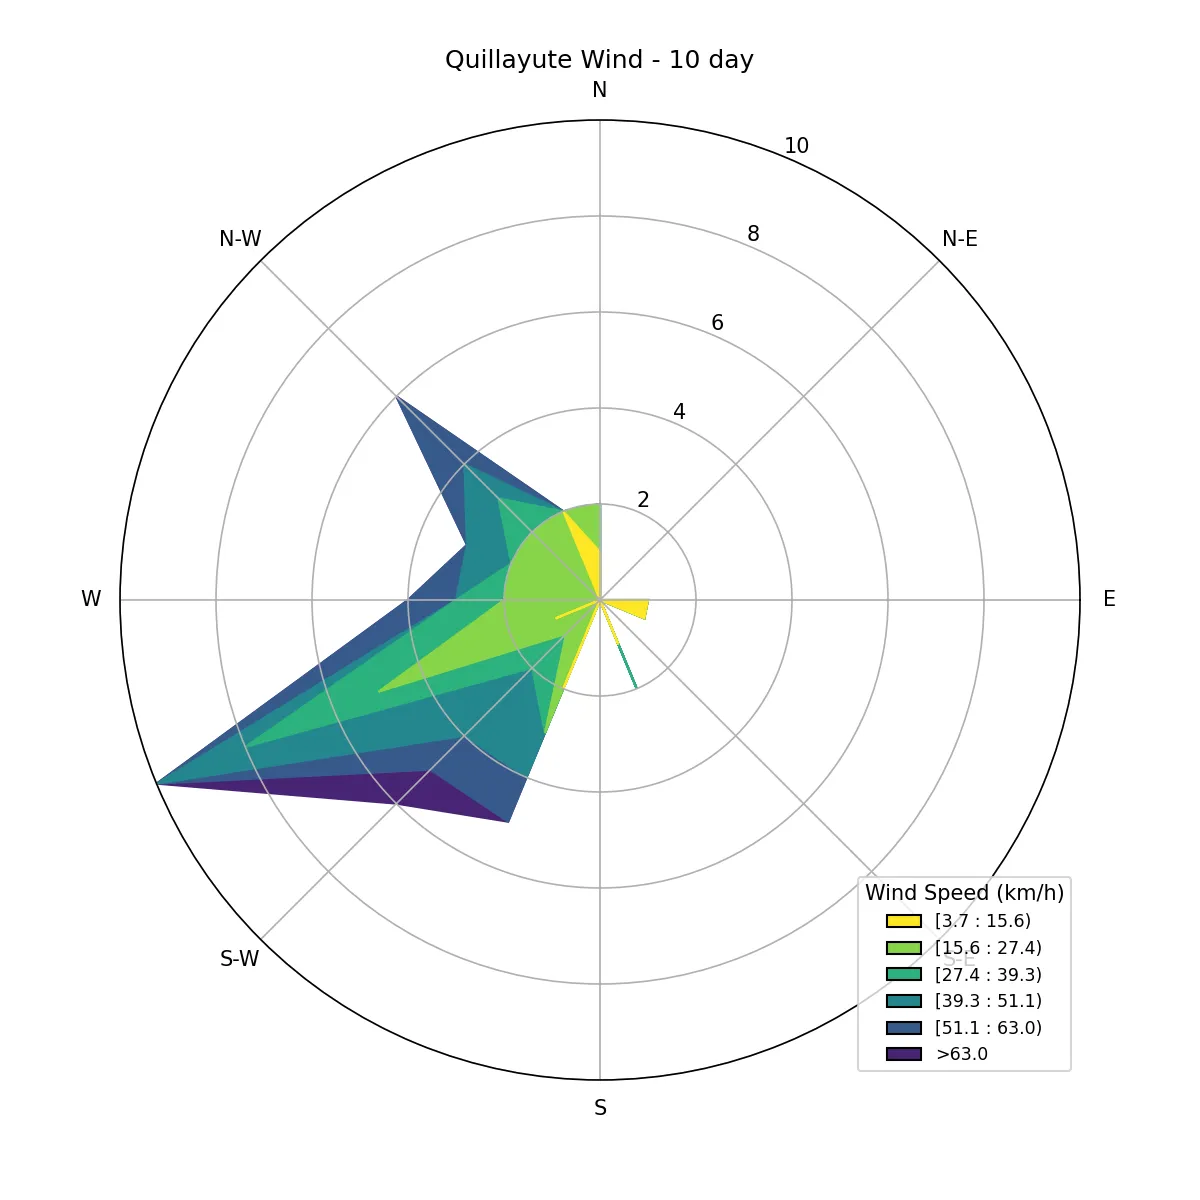 Quillayute Wind - 10 day
N
10
N-W
8
N-E
6
4
2
W
E
S-W
S-E
S
Wind Speed (km/h)
[3.7 : 15.6)
[15.6 : 27.4)
[27.4 : 39.3)
[39.3 : 51.1)
[51.1 : 63.0)
>63.0